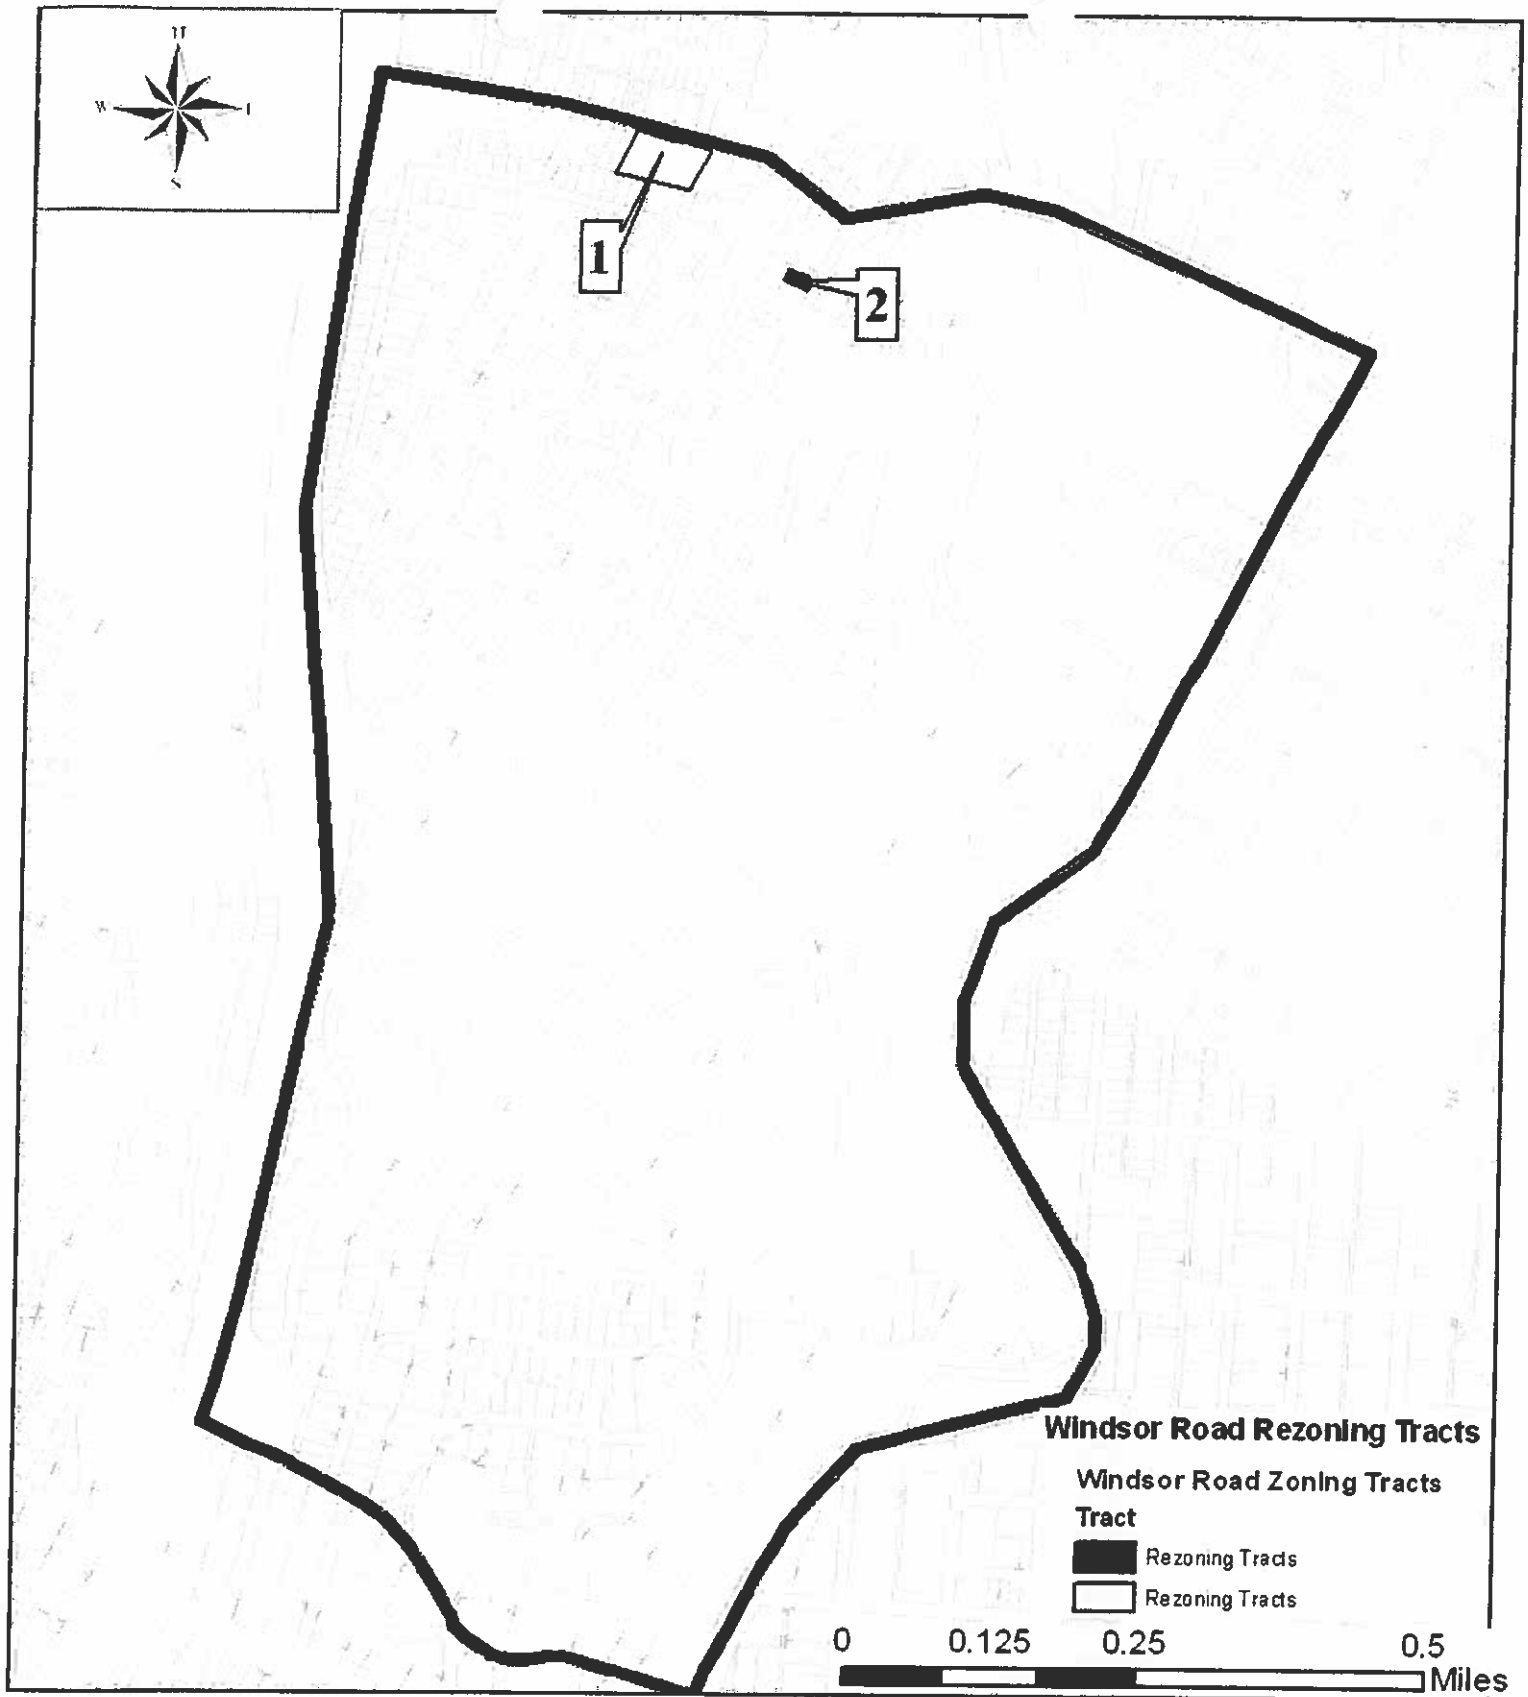 W
S
1
2
Windsor Road Rezoning Tracts
Windsor Road Zoning Tracts
Tract
Rezoning Tracts
Rezoning Tracts
0 0.125 0.25 0.5
Miles